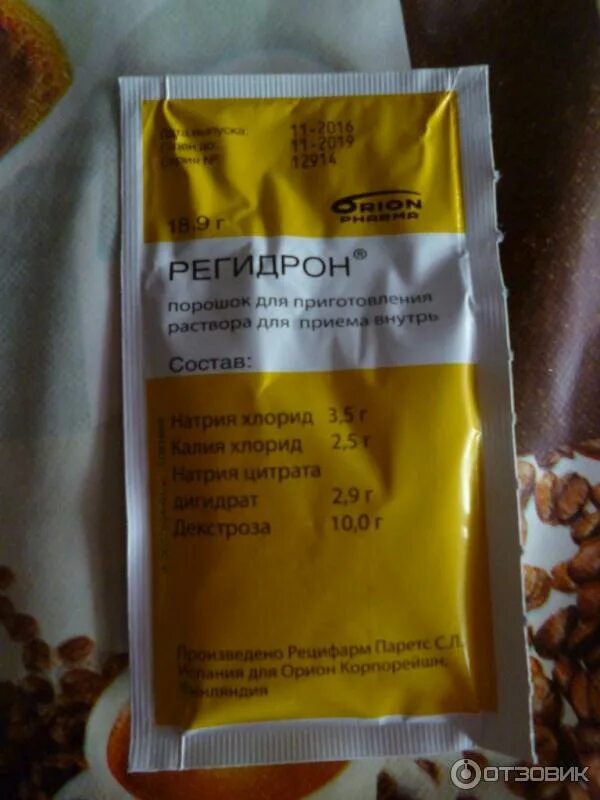 Дата выпуска: 11-2016
Годен до: 11-2019
Серия № 12914
18,9 г
ORION
PHARMA
РЕГИДРОН®
порошок для приготовления
раствора для приема внутрь
Состав:
Натрия хлорид 3,5 г
Калия хлорид 2,5 г
Натрия цитрата
дигидрат 2,9 г
Декстроза 10,0 г
Произведено Рецифарм Паретс С.Л.
Испания для Орион Корпорейшн,
Финляндия
ОТЗОВИК